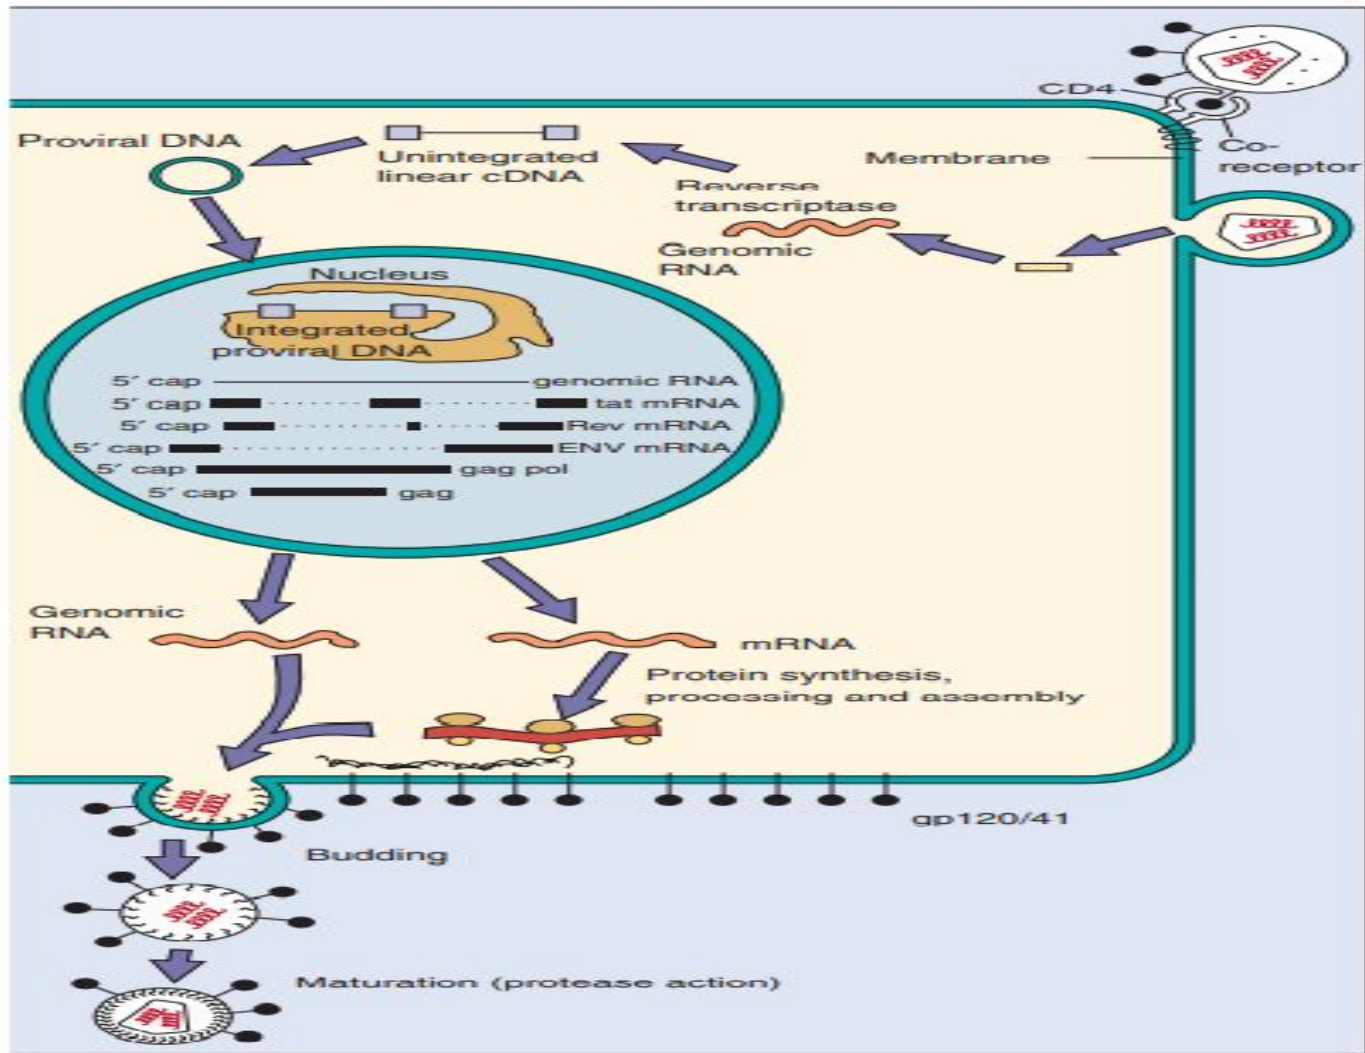 CD4
Proviral DNA
Unintegrated
linear cDNA
Membrane
Co-
receptor
Reverse
transcriptase
Genomic
RNA
Nucleus
Integrated
proviral DNA
5′ cap genomic RNA
5′ cap tat mRNA
5′ cap Rev mRNA
5′ cap ENV mRNA
5′ cap gag pol
5′ cap gag
Genomic
RNA
mRNA
Protein synthesis,
processing and assembly
gp120/41
Budding
Maturation (protease action)